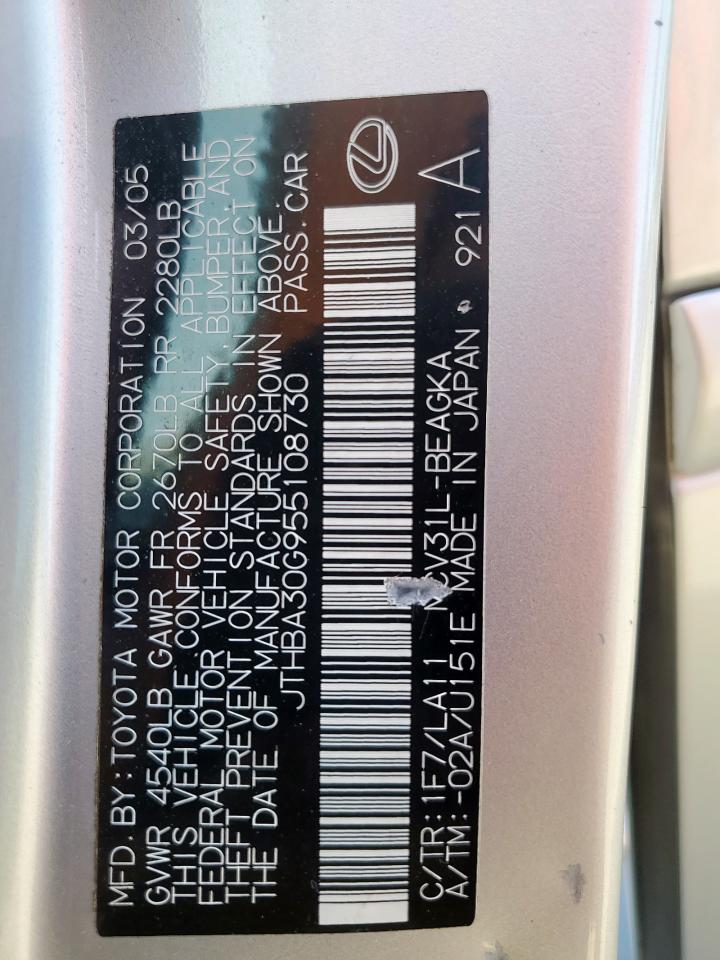 MFD.BY:TOYOTA MOTOR CORPORATION 03/05
GVWR 4540LB GAWR FR 2670LB RR 2280LB
THIS VEHICLE CONFORMS TO ALL APPLICABLE
FEDERAL MOTOR VEHICLE SAFETY, BUMPER, AND
THEFT PREVENTION STANDARDS IN EFFECT ON
THE DATE OF MANUFACTURE SHOWN ABOVE.
JTHBA30G955108730 PASS.CAR
C/TR:1F7/LA11 MCV31L-BEAGKA
A/TM:-02A/U151E MADE IN JAPAN 921 A